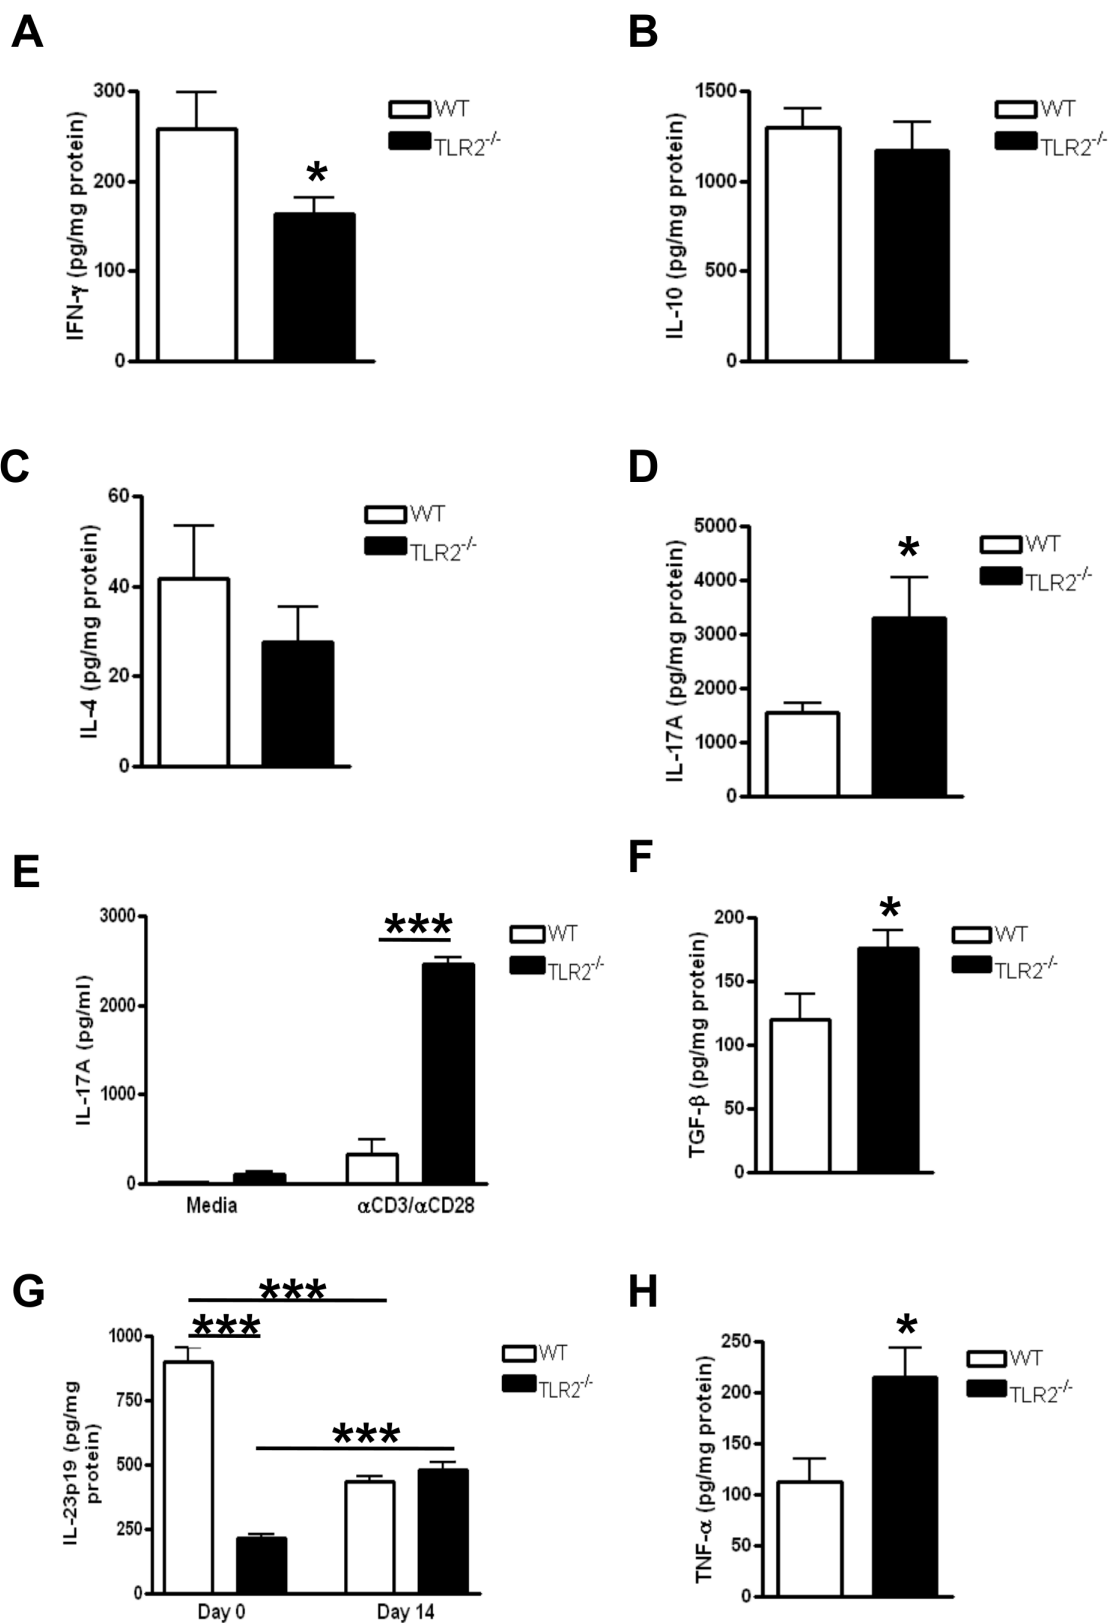 A
IFN-γ (pg/mg protein)
300
200
100
0
*
WT
TLR2-/-
B
IL-10 (pg/mg protein)
1500
1000
500
0
WT
TLR2-/-
C
IL-4 (pg/mg protein)
60
40
20
0
WT
TLR2-/-
D
IL-17A (pg/mg protein)
5000
4000
3000
2000
1000
0
*
WT
TLR2-/-
E
IL-17A (pg/ml)
3000
2000
1000
0
***
Media
αCD3/αCD28
WT
TLR2-/-
F
TGF-β (pg/mg protein)
200
150
100
50
0
*
WT
TLR2-/-
G
IL-23p19 (pg/mg
protein)
1000
750
500
250
0
***
***
***
Day 0
Day 14
WT
TLR2-/-
H
TNF-α (pg/mg protein)
250
200
150
100
50
0
*
WT
TLR2-/-